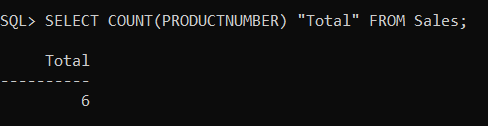 SQL> SELECT COUNT(PRODUCTNUMBER) "Total" FROM Sales;
Total
----------
6